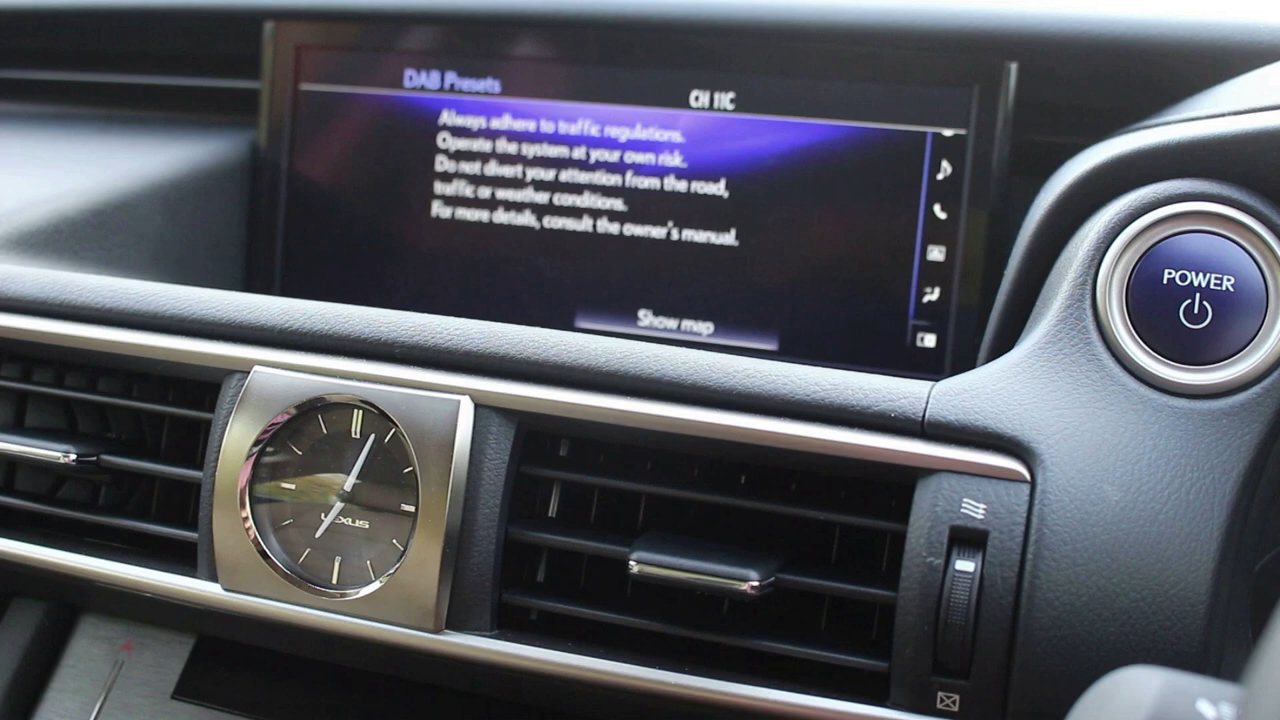 DAB Presets
CH 11C
Always adhere to traffic regulations.
Operate the system at your own risk.
Do not divert your attention from the road,
traffic or weather conditions.
For more details, consult the owner's manual.
Show map
POWER
LEXUS